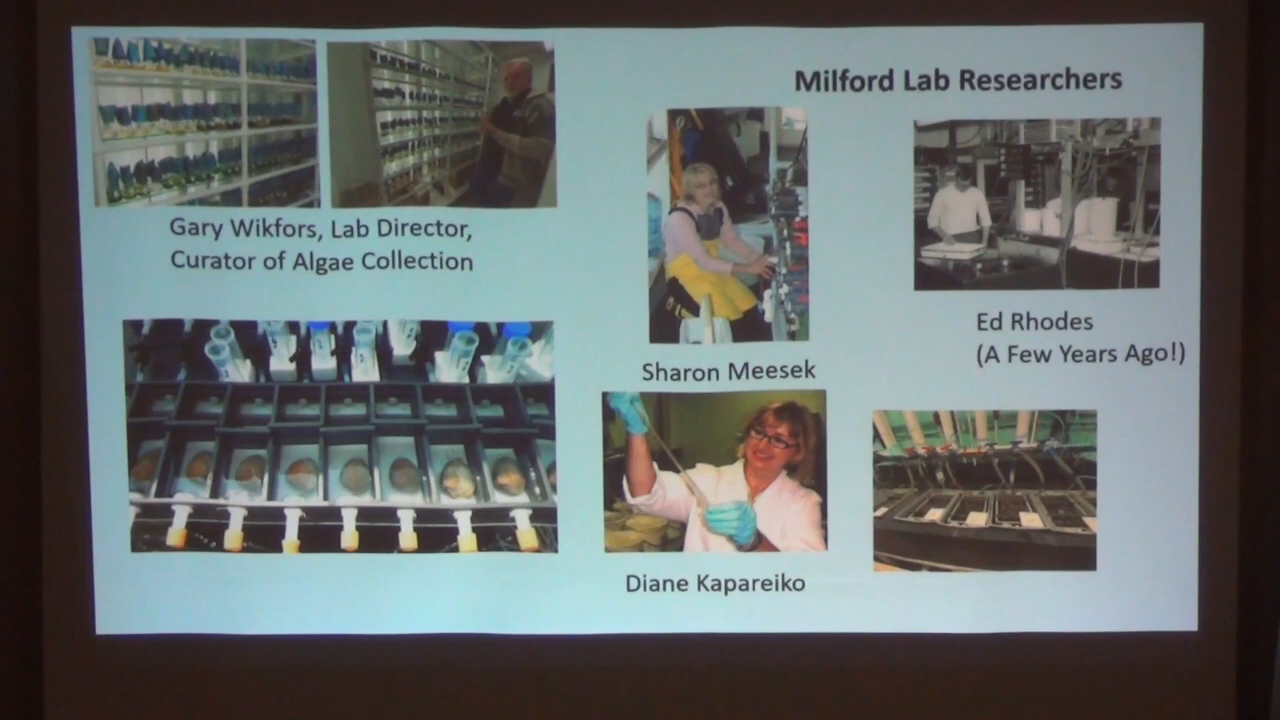 Milford Lab Researchers
Gary Wikfors, Lab Director,
Curator of Algae Collection
Sharon Meesek
Ed Rhodes
(A Few Years Ago!)
Diane Kapareiko